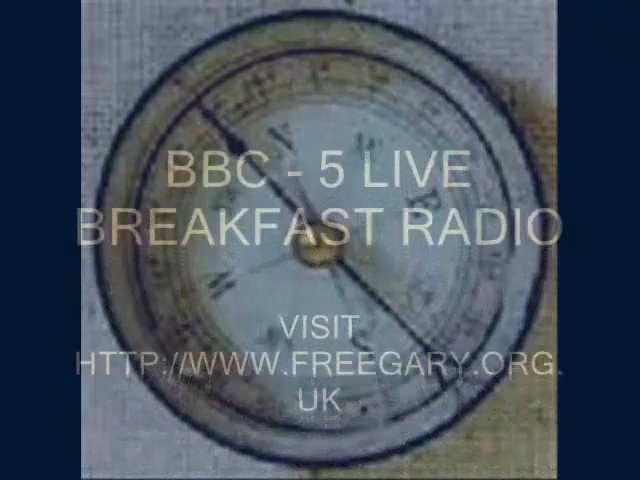 BBC - 5 LIVE
BREAKFAST RADIO
VISIT
HTTP://WWW.FREEGARY.ORG.
UK